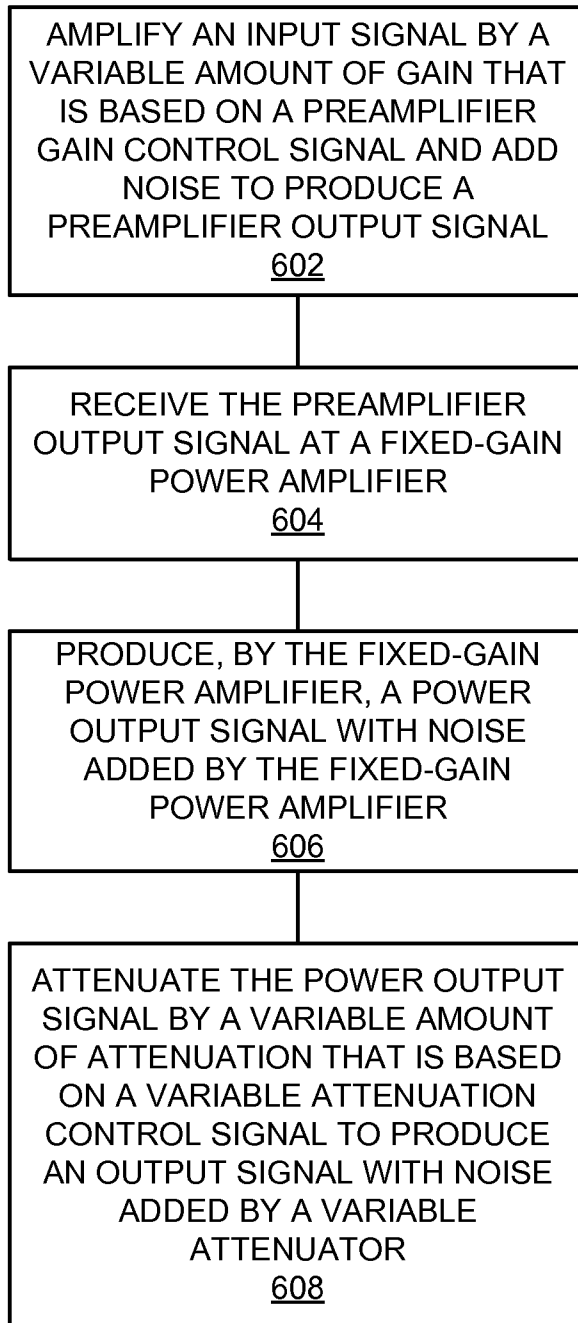 AMPLIFY AN INPUT SIGNAL BY A
VARIABLE AMOUNT OF GAIN THAT
IS BASED ON A PREAMPLIFIER
GAIN CONTROL SIGNAL AND ADD
NOISE TO PRODUCE A
PREAMPLIFIER OUTPUT SIGNAL
602
RECEIVE THE PREAMPLIFIER
OUTPUT SIGNAL AT A FIXED-GAIN
POWER AMPLIFIER
604
PRODUCE, BY THE FIXED-GAIN
POWER AMPLIFIER, A POWER
OUTPUT SIGNAL WITH NOISE
ADDED BY THE FIXED-GAIN
POWER AMPLIFIER
606
ATTENUATE THE POWER OUTPUT
SIGNAL BY A VARIABLE AMOUNT
OF ATTENUATION THAT IS BASED
ON A VARIABLE ATTENUATION
CONTROL SIGNAL TO PRODUCE
AN OUTPUT SIGNAL WITH NOISE
ADDED BY A VARIABLE
ATTENUATOR
608